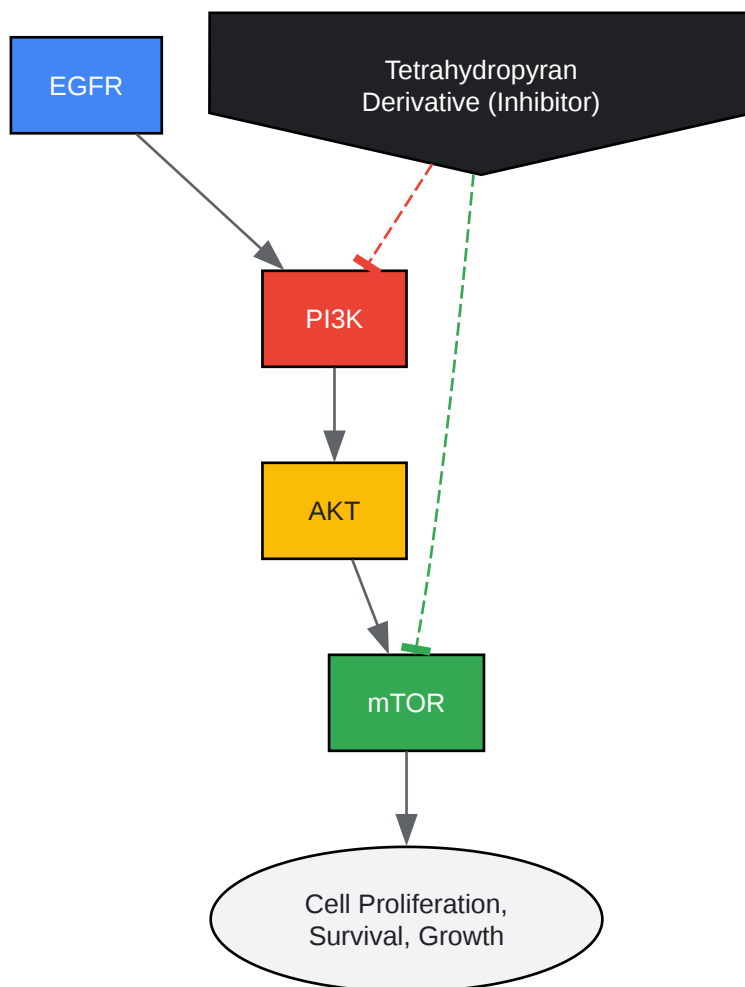 EGFR
Tetrahydropyran
Derivative (Inhibitor)
PI3K
AKT
mTOR
Cell Proliferation,
Survival, Growth